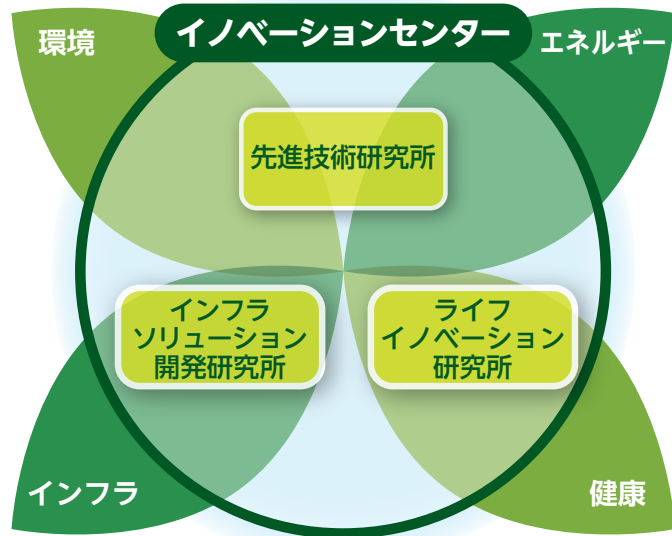 環境
イノベーションセンター
エネルギー
先進技術研究所
インフラ
ソリューション
開発研究所
ライフ
イノベーション
研究所
インフラ
健康